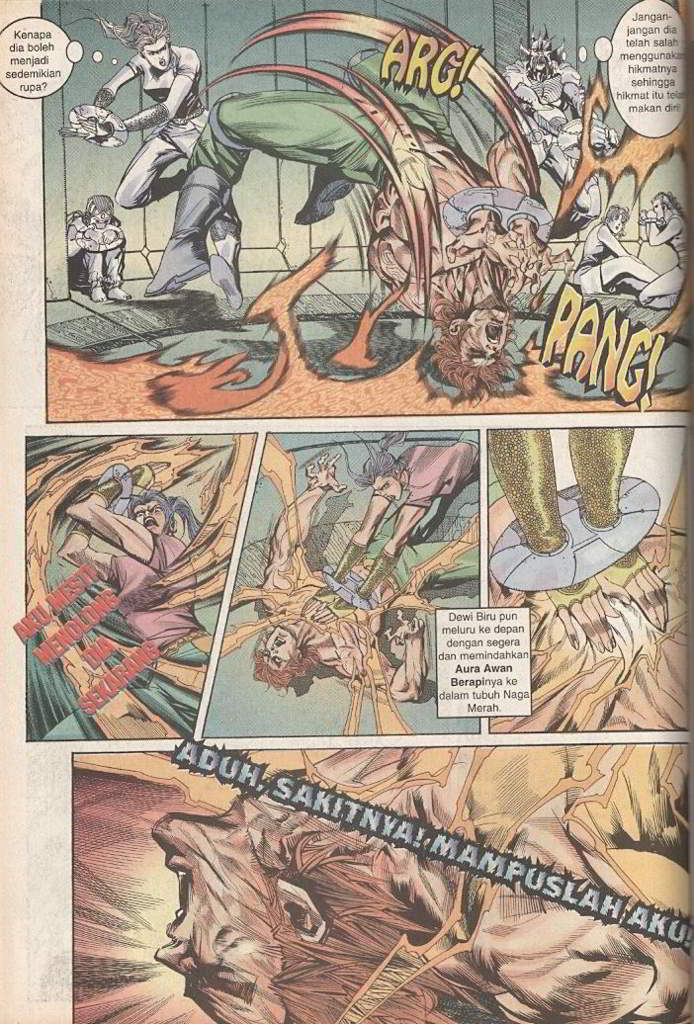 Kenapa
dia boleh
menjadi
sedemikian
rupa?
ARG!
Jangan-
jangan dia
telah salah
menggunakan
hikmatnya
sehingga
hikmat itu telah
makan diri!
PANG!
AKU MESTI
MENOLONG
DIA
SEKARANG!
Dewi Biru pun
meluru ke depan
dengan segera
dan memindahkan
Aura Awan
Berapinya ke
dalam tubuh Naga
Merah.
ADUH, SAKITNYA! MAMPUSLAH AKU!